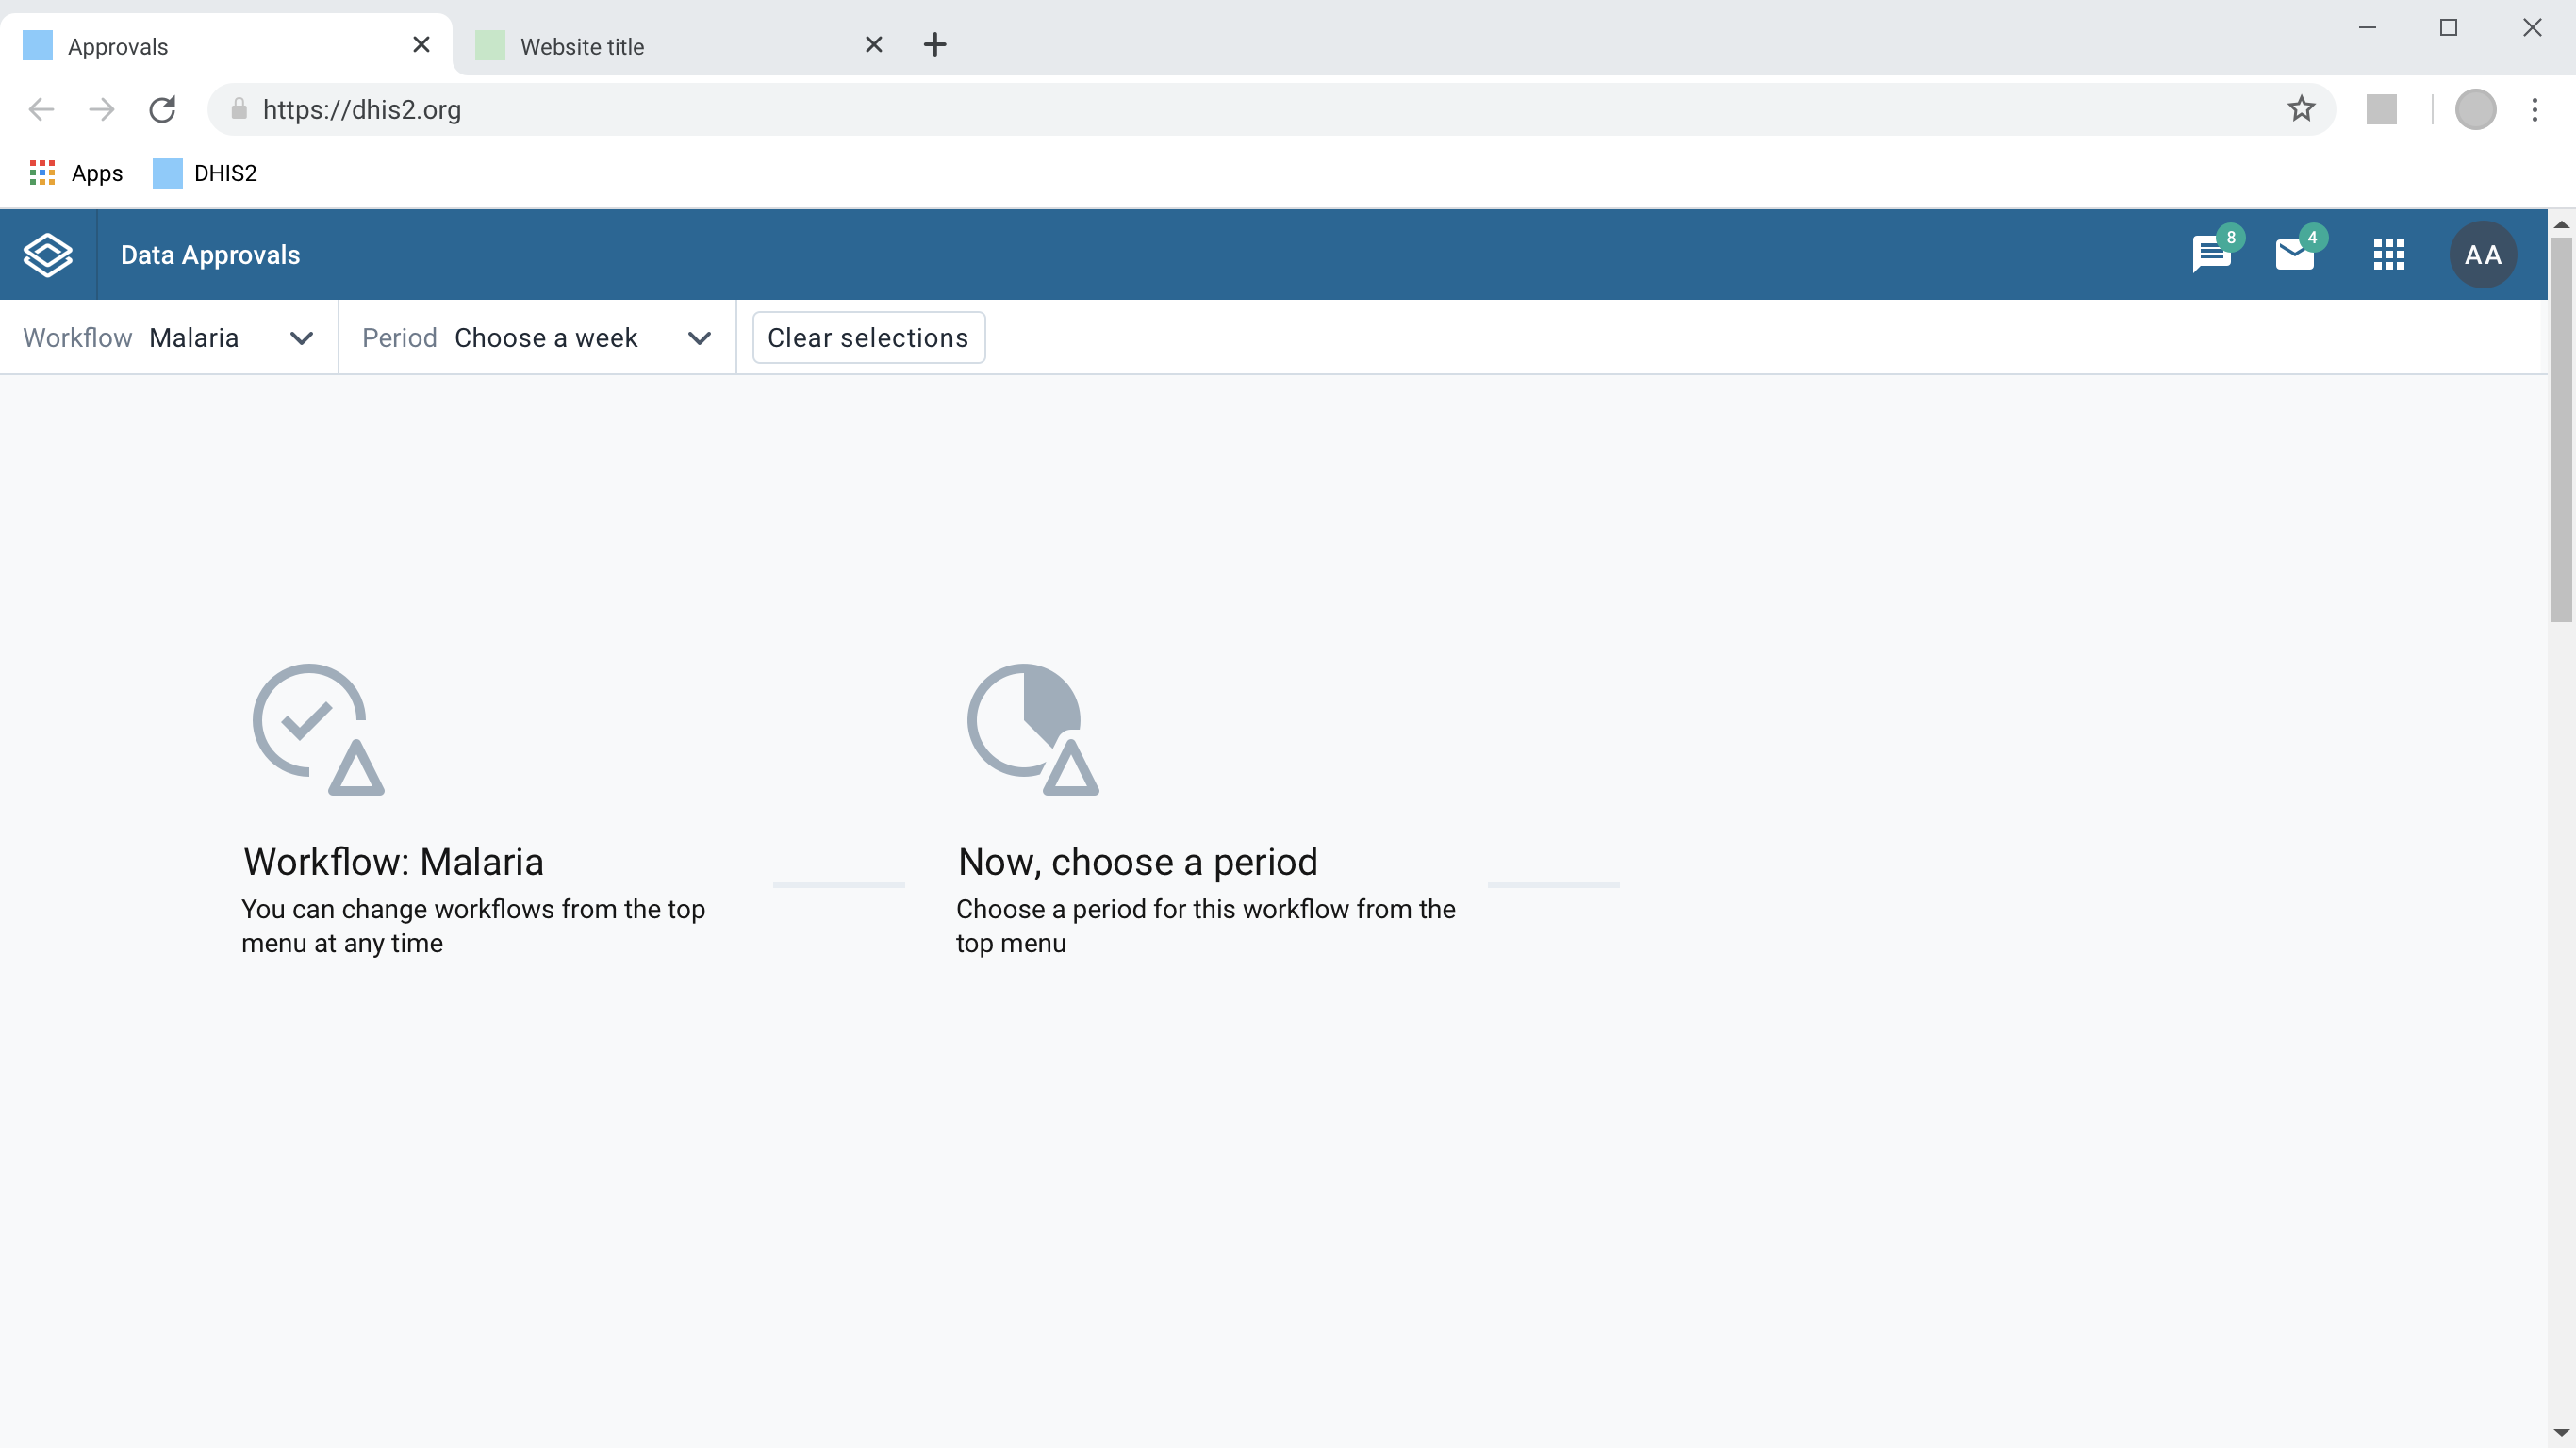 Approvals
Website title
https://dhis2.org
Apps
DHIS2
Data Approvals
8
4
AA
Workflow Malaria
Period Choose a week
Clear selections
Workflow: Malaria
You can change workflows from the top
menu at any time
Now, choose a period
Choose a period for this workflow from the
top menu